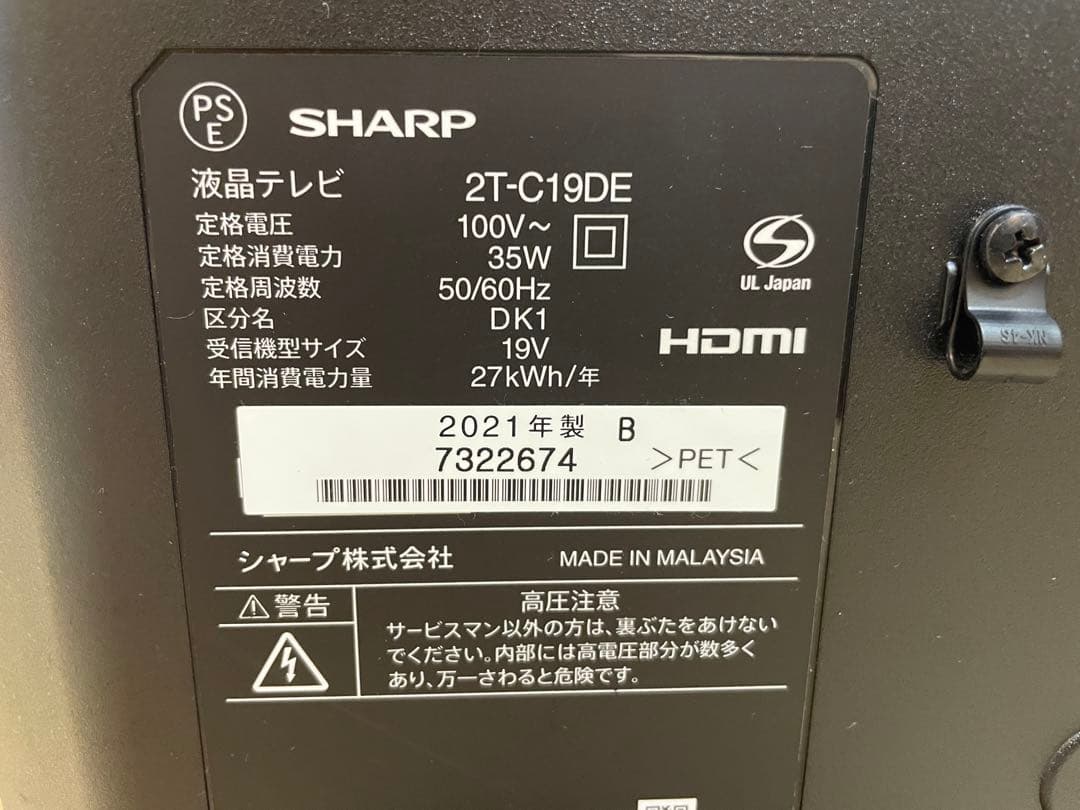 PSE SHARP
液晶テレビ 2T-C19DE
定格電圧 100V～
定格消費電力 35W
定格周波数 50/60Hz
区分名 DK1
受信機型サイズ 19V
年間消費電力量 27kWh/年
UL Japan
HDMI
NK-4S
2021年製 B
7322674 >PET<
シャープ株式会社 MADE IN MALAYSIA
警告 高圧注意
サービスマン以外の方は、裏ぶたをあけない
でください。内部には高電圧部分が数多く
あり、万一さわると危険です。